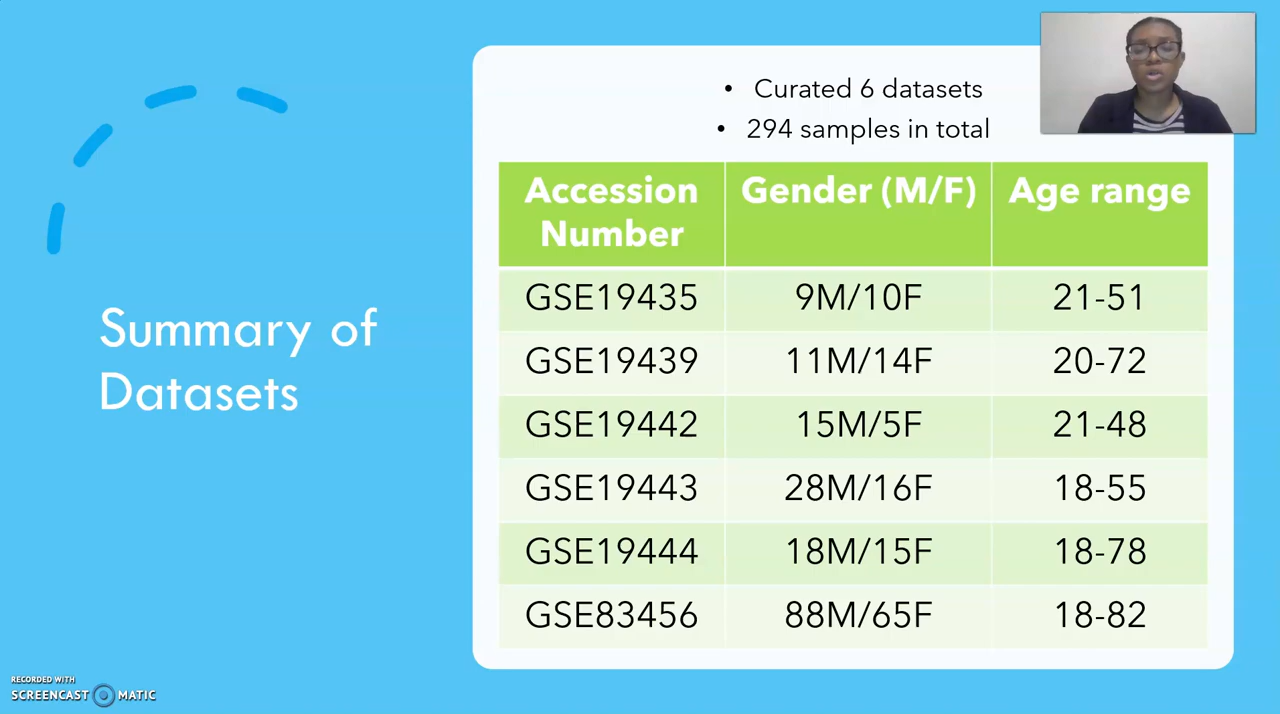 Summary of
Datasets
• Curated 6 datasets
• 294 samples in total
Accession Number Gender (M/F) Age range
GSE19435 9M/10F 21-51
GSE19439 11M/14F 20-72
GSE19442 15M/5F 21-48
GSE19443 28M/16F 18-55
GSE19444 18M/15F 18-78
GSE83456 88M/65F 18-82
RECORDED WITH
SCREENCAST MATIC